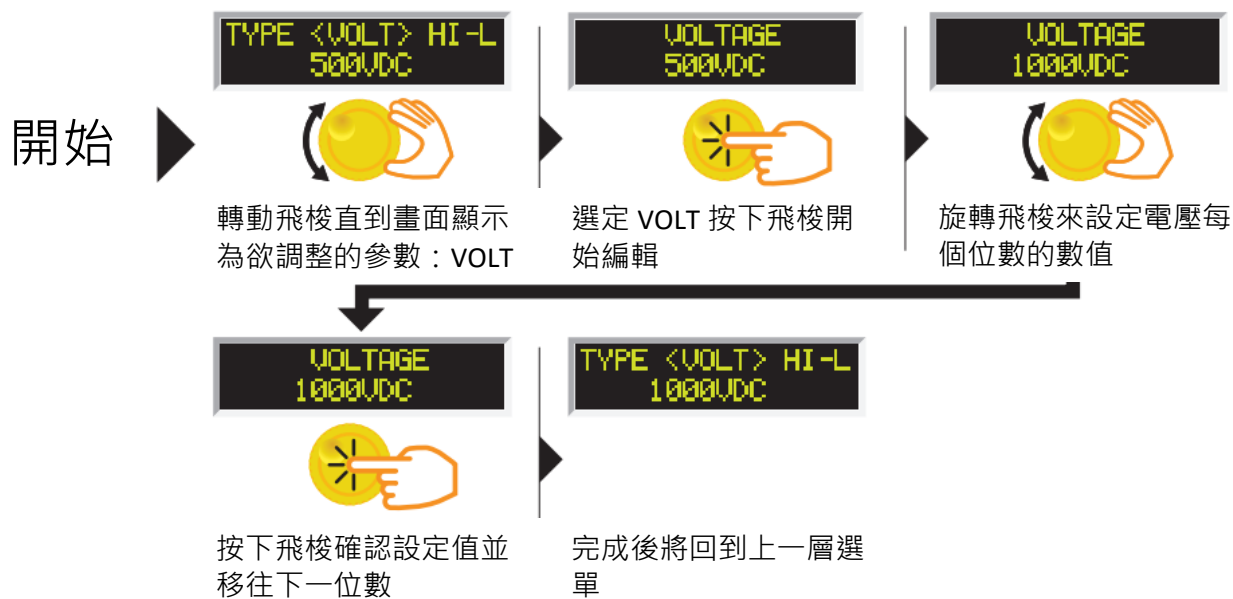 開始
TYPE <VOLT> HI-L
500VDC
轉動飛梭直到畫面顯示
為欲調整的參數：VOLT
VOLTAGE
500VDC
選定 VOLT 按下飛梭開
始編輯
VOLTAGE
1000VDC
旋轉飛梭來設定電壓每
個位數的數值
VOLTAGE
1000VDC
按下飛梭確認設定值並
移往下一位數
TYPE <VOLT> HI-L
1000VDC
完成後將回到上一層選
單